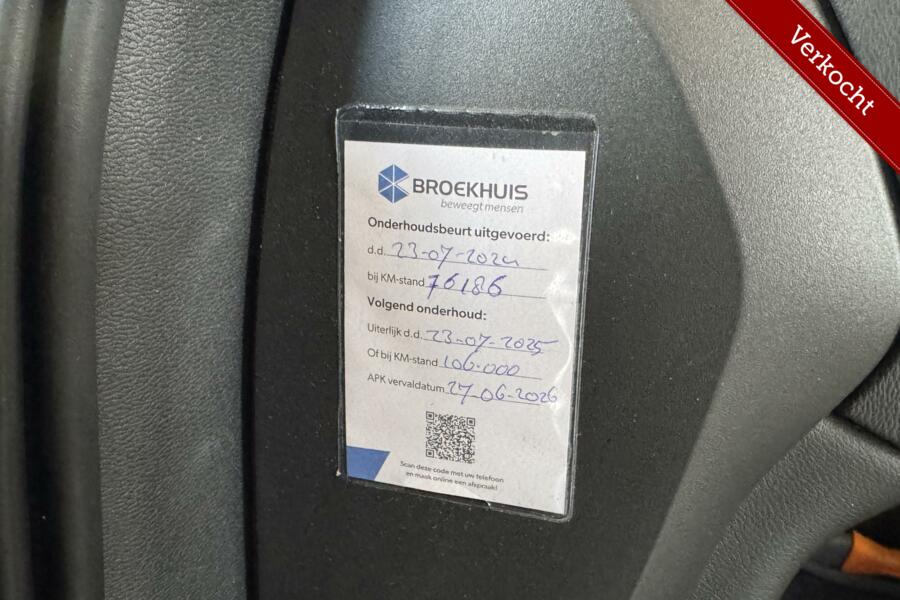 Verkocht
BROEKHUIS
beweegt mensen
Onderhoudsbeurt uitgevoerd:
d.d. 23-07-2024
bij KM-stand 76186
Volgend onderhoud:
Uiterlijk d.d. 23-07-2025
Of bij KM-stand 106.000
APK vervaldatum 27-06-2026
Scan deze code met uw telefoon
en maak online een afspraak!